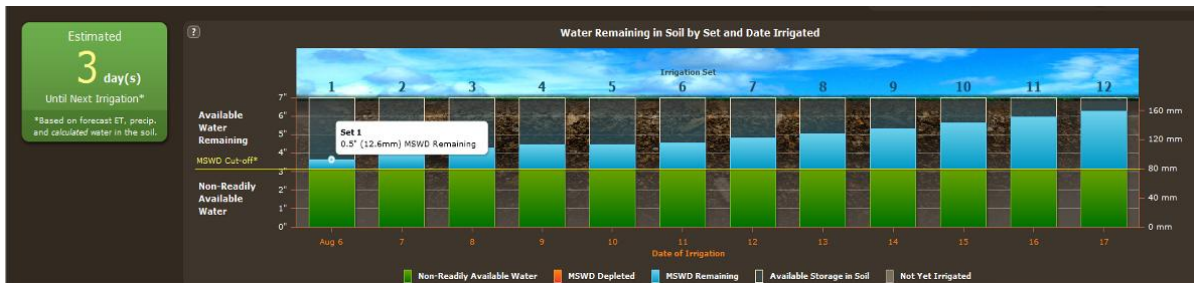 Estimated
3 day(s)
Until Next Irrigation*
*Based on forecast ET, precip.
and calculated water in the soil.
?
Water Remaining in Soil by Set and Date Irrigated
Irrigation Set
1 2 3 4 5 6 7 8 9 10 11 12
Available
Water
Remaining
MSWD Cut-off*
Non-Readily
Available
Water
7"
6"
5"
4"
3"
2"
1"
0"
Set 1
0.5" (12.6mm) MSWD Remaining
160 mm
120 mm
80 mm
40 mm
0 mm
Aug 6 7 8 9 10 11 12 13 14 15 16 17
Date of Irrigation
Non-Readily Available Water MSWD Depleted MSWD Remaining Available Storage in Soil Not Yet Irrigated